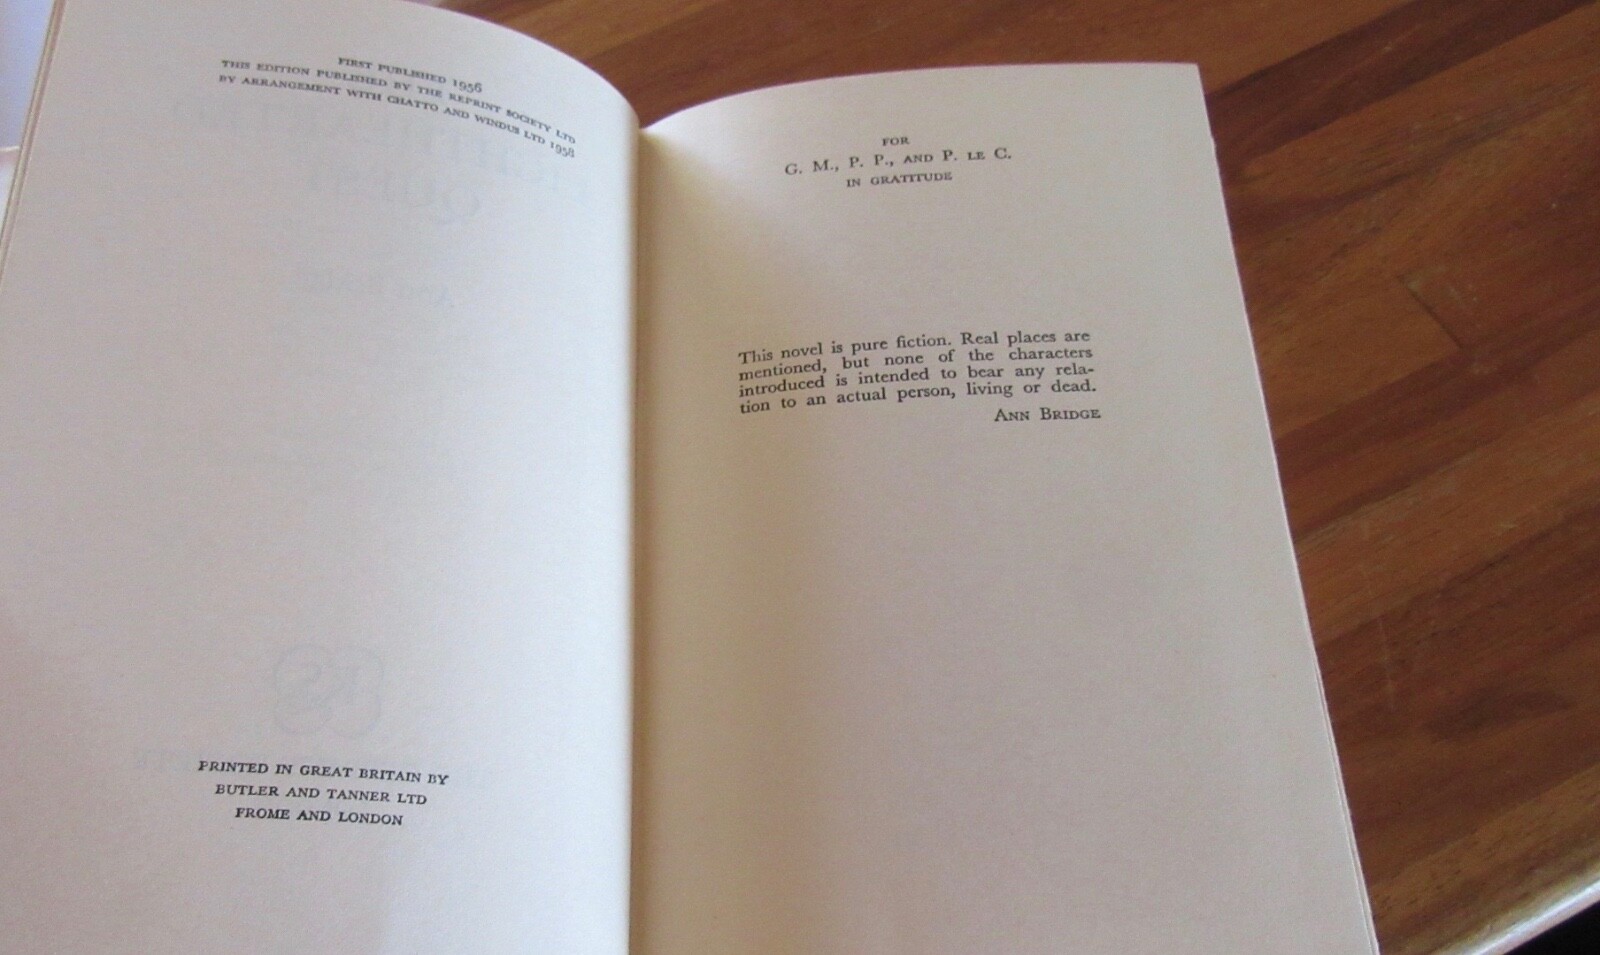 FIRST PUBLISHED 1956
THIS EDITION PUBLISHED BY THE REPRINT SOCIETY LTD
BY ARRANGEMENT WITH CHATTO AND WINDUS LTD 1958
PRINTED IN GREAT BRITAIN BY
BUTLER AND TANNER LTD
FROME AND LONDON
FOR
G. M., P. P., AND P. LE C.
IN GRATITUDE
This novel is pure fiction. Real places are
mentioned, but none of the characters
introduced is intended to bear any rela-
tion to an actual person, living or dead.
ANN BRIDGE